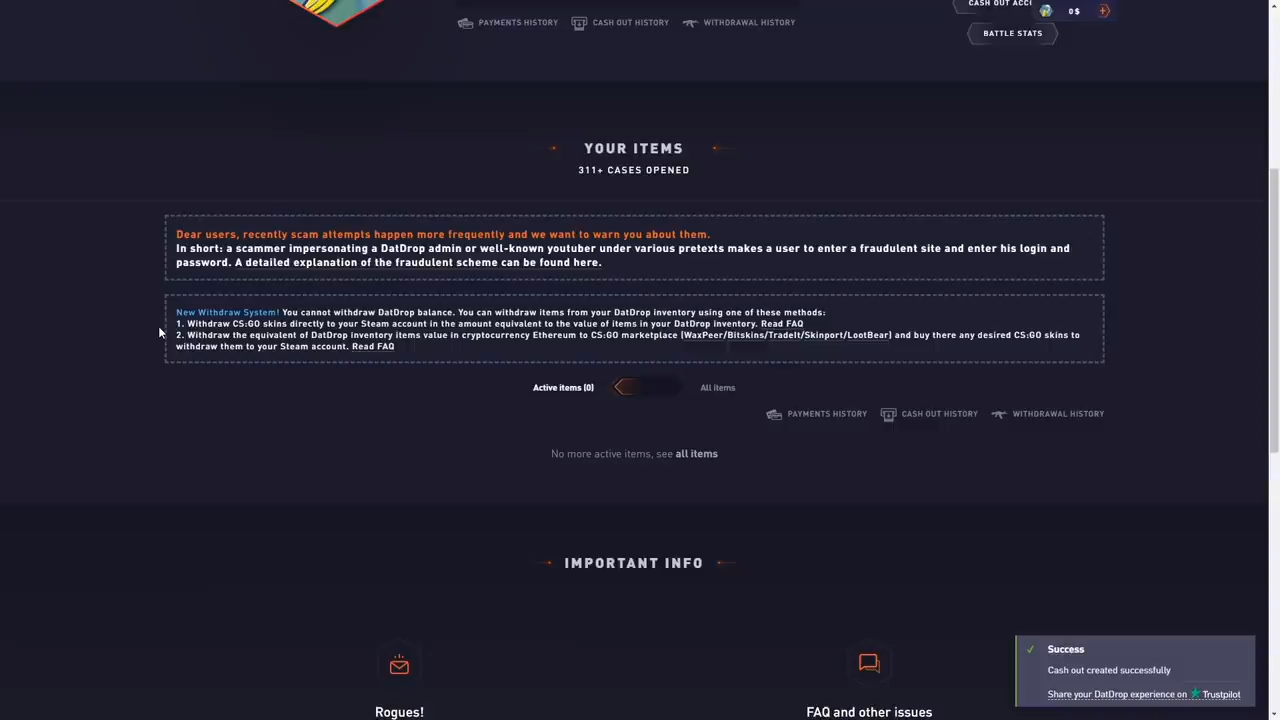 CASH OUT ACC
0 $
PAYMENTS HISTORY
CASH OUT HISTORY
WITHDRAWAL HISTORY
BATTLE STATS
YOUR ITEMS
311+ CASES OPENED
Dear users, recently scam attempts happen more frequently and we want to warn you about them.
In short: a scammer impersonating a DatDrop admin or well-known youtuber under various pretexts makes a user to enter a fraudulent site and enter his login and
password. A detailed explanation of the fraudulent scheme can be found here.
New Withdraw System! You cannot withdraw DatDrop balance. You can withdraw items from your DatDrop inventory using one of these methods:
1. Withdraw CS:GO skins directly to your Steam account in the amount equivalent to the value of items in your DatDrop inventory. Read FAQ
2. Withdraw the equivalent of DatDrop inventory items value in cryptocurrency Ethereum to CS:GO marketplace (WaxPeer/Bitskins/TradeIt/Skinport/LootBear) and buy there any desired CS:GO skins to
withdraw them to your Steam account. Read FAQ
Active items (0)
All items
PAYMENTS HISTORY
CASH OUT HISTORY
WITHDRAWAL HISTORY
No more active items, see all items
IMPORTANT INFO
Success
Cash out created successfully
Share your DatDrop experience on Trustpilot
Rogues!
FAQ and other issues